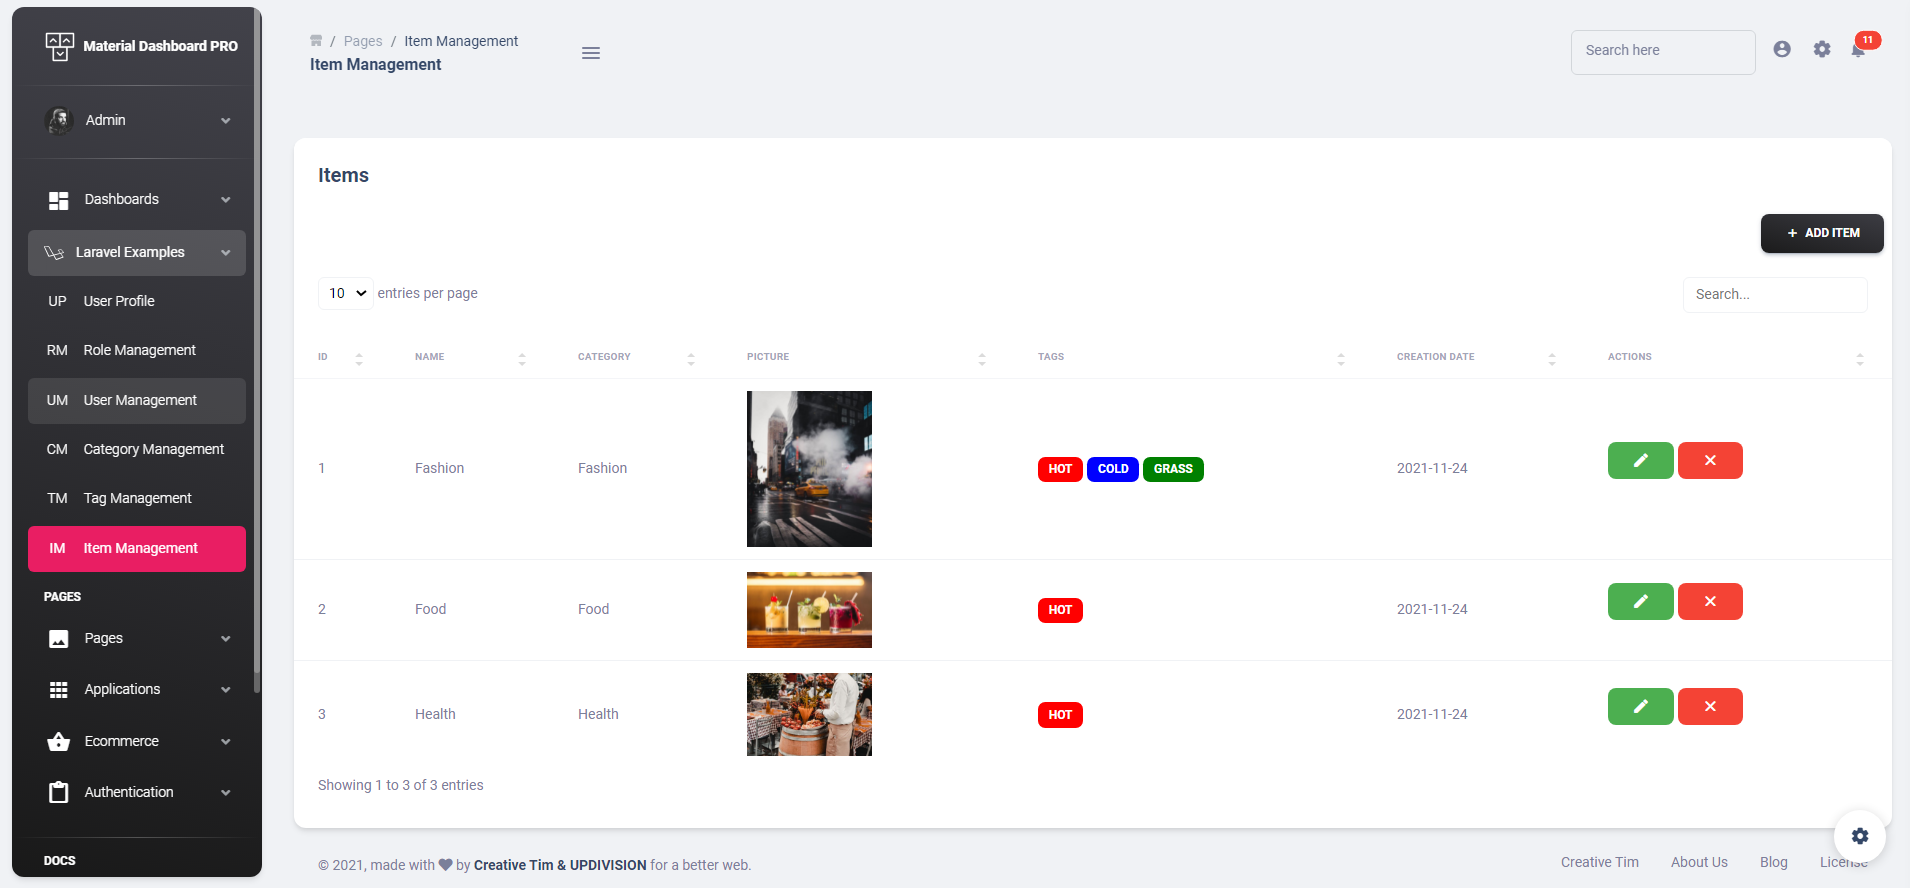 Material Dashboard PRO
Admin
Dashboards
Laravel Examples
UP User Profile
RM Role Management
UM User Management
CM Category Management
TM Tag Management
IM Item Management
PAGES
Pages
Applications
Ecommerce
Authentication
DOCS
/ Pages / Item Management
Item Management
Search here
11
Items
+ ADD ITEM
10 entries per page
Search...
ID NAME CATEGORY PICTURE TAGS CREATION DATE ACTIONS
1 Fashion Fashion HOT COLD GRASS 2021-11-24
2 Food Food HOT 2021-11-24
3 Health Health HOT 2021-11-24
Showing 1 to 3 of 3 entries
© 2021, made with by Creative Tim & UPDIVISION for a better web.
Creative Tim About Us Blog License